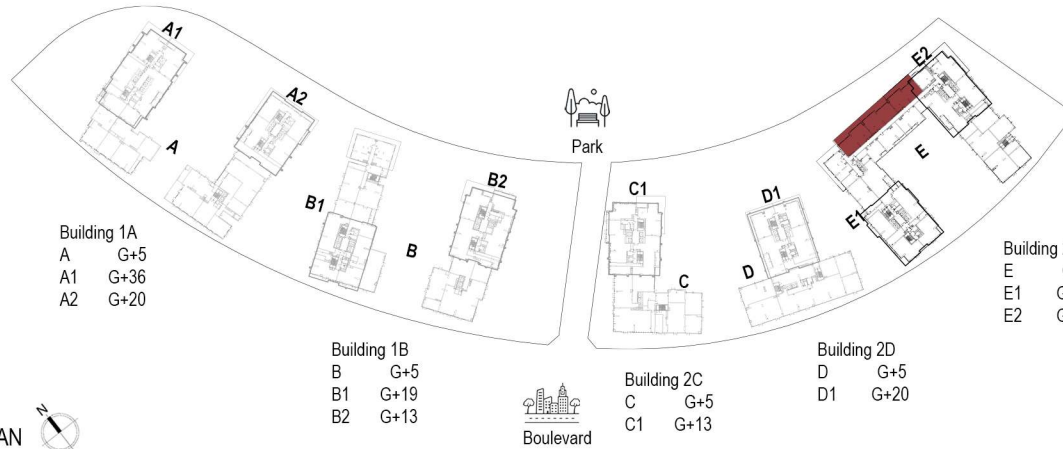 A1
A2
A
B1
B2
B
Park
C1
C
D1
D
E2
E
E1
Building 1A
A G+5
A1 G+36
A2 G+20
Building 1B
B G+5
B1 G+19
B2 G+13
Boulevard
Building 2C
C G+5
C1 G+13
Building 2D
D G+5
D1 G+20
Building
E
E1
E2
N